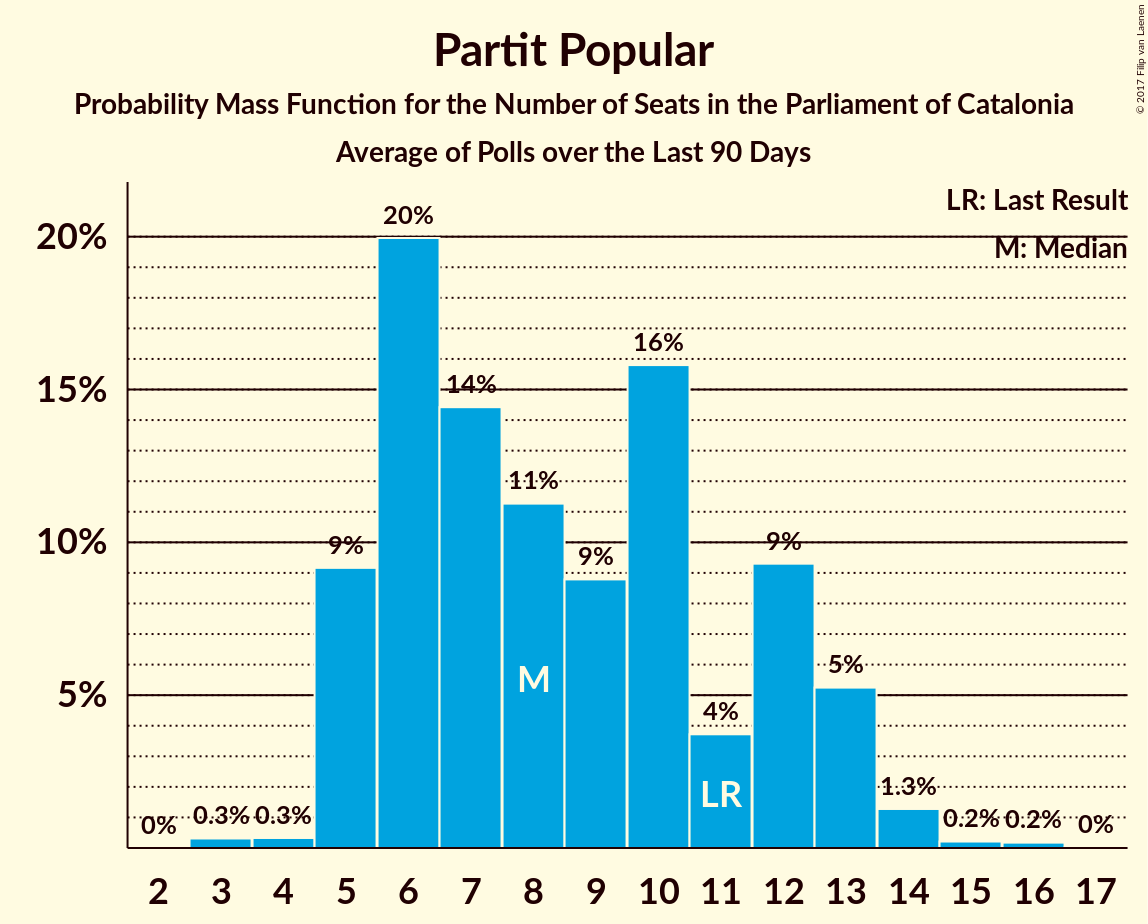 Partit Popular
Probability Mass Function for the Number of Seats in the Parliament of Catalonia
Average of Polls over the Last 90 Days
© 2017 Filip van Laenen
LR: Last Result
M: Median
20%
15%
10%
5%
0%
0.3%
0.3%
9%
20%
14%
11%
9%
16%
4%
9%
5%
1.3%
0.2%
0.2%
0%
M
LR
2 3 4 5 6 7 8 9 10 11 12 13 14 15 16 17